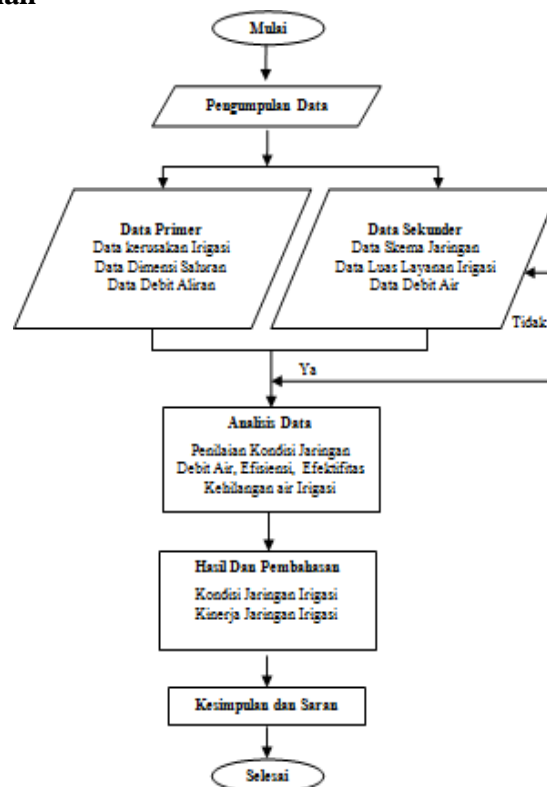 Mulai
Pengumpulan Data
Data Primer
Data kerusakan Irigasi
Data Dimensi Saluran
Data Debit Aliran
Data Sekunder
Data Skema Jaringan
Data Luas Layanan Irigasi
Data Debit Air
Tidak
Ya
Analisis Data
Penilaian Kondisi Jaringan
Debit Air, Efisiensi, Efektifitas
Kehilangan air Irigasi
Hasil Dan Pembahasan
Kondisi Jaringan Irigasi
Kinerja Jaringan Irigasi
Kesimpulan dan Saran
Selesai